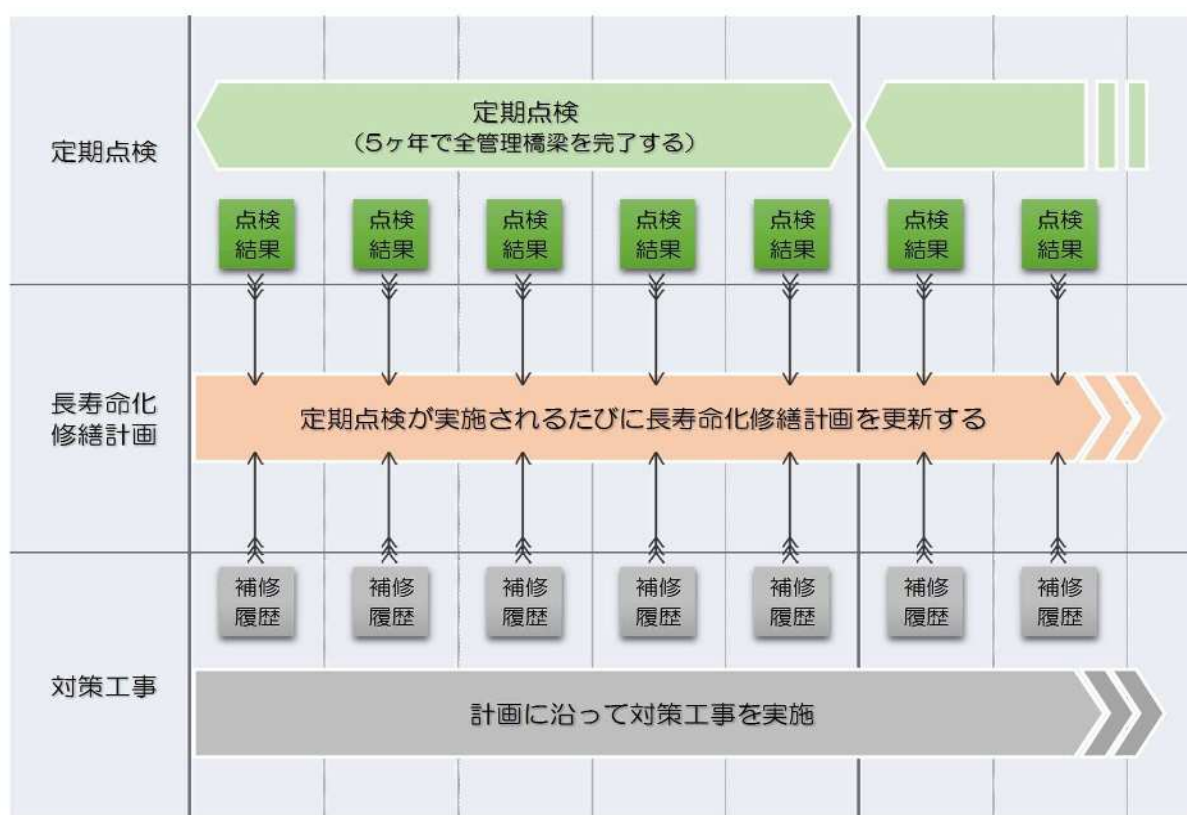 定期点検
定期点検
（5ヶ年で全管理橋梁を完了する）
点検
結果
点検
結果
点検
結果
点検
結果
点検
結果
点検
結果
点検
結果
長寿命化
修繕計画
定期点検が実施されるたびに長寿命化修繕計画を更新する
補修
履歴
補修
履歴
補修
履歴
補修
履歴
補修
履歴
補修
履歴
補修
履歴
対策工事
計画に沿って対策工事を実施